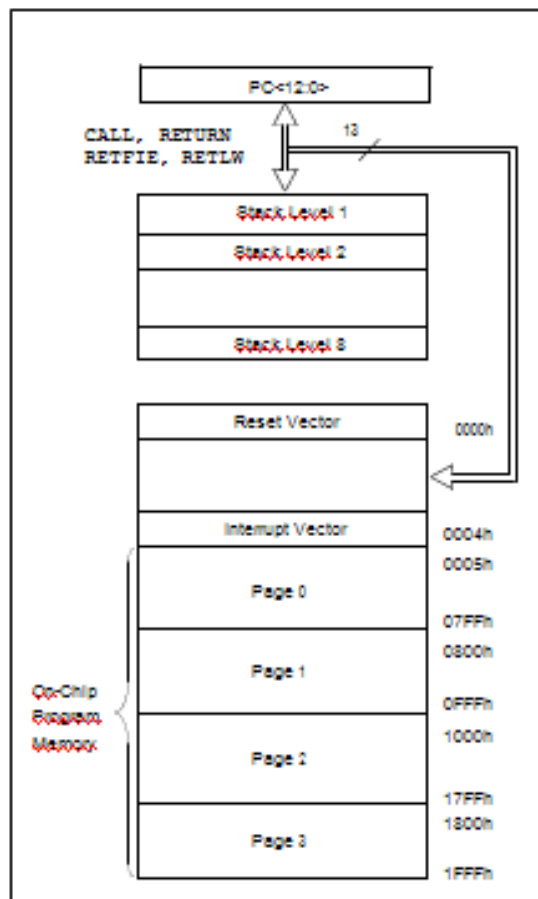 PC<12:0>
CALL, RETURN
RETFIE, RETLW
13
Stack Level 1
Stack Level 2
Stack Level 8
Reset Vector
0000h
Interrupt Vector
0004h
0005h
Page 0
07FFh
0800h
Page 1
0FFFh
On-Chip
Program
Memory
1000h
Page 2
17FFh
1800h
Page 3
1FFFh